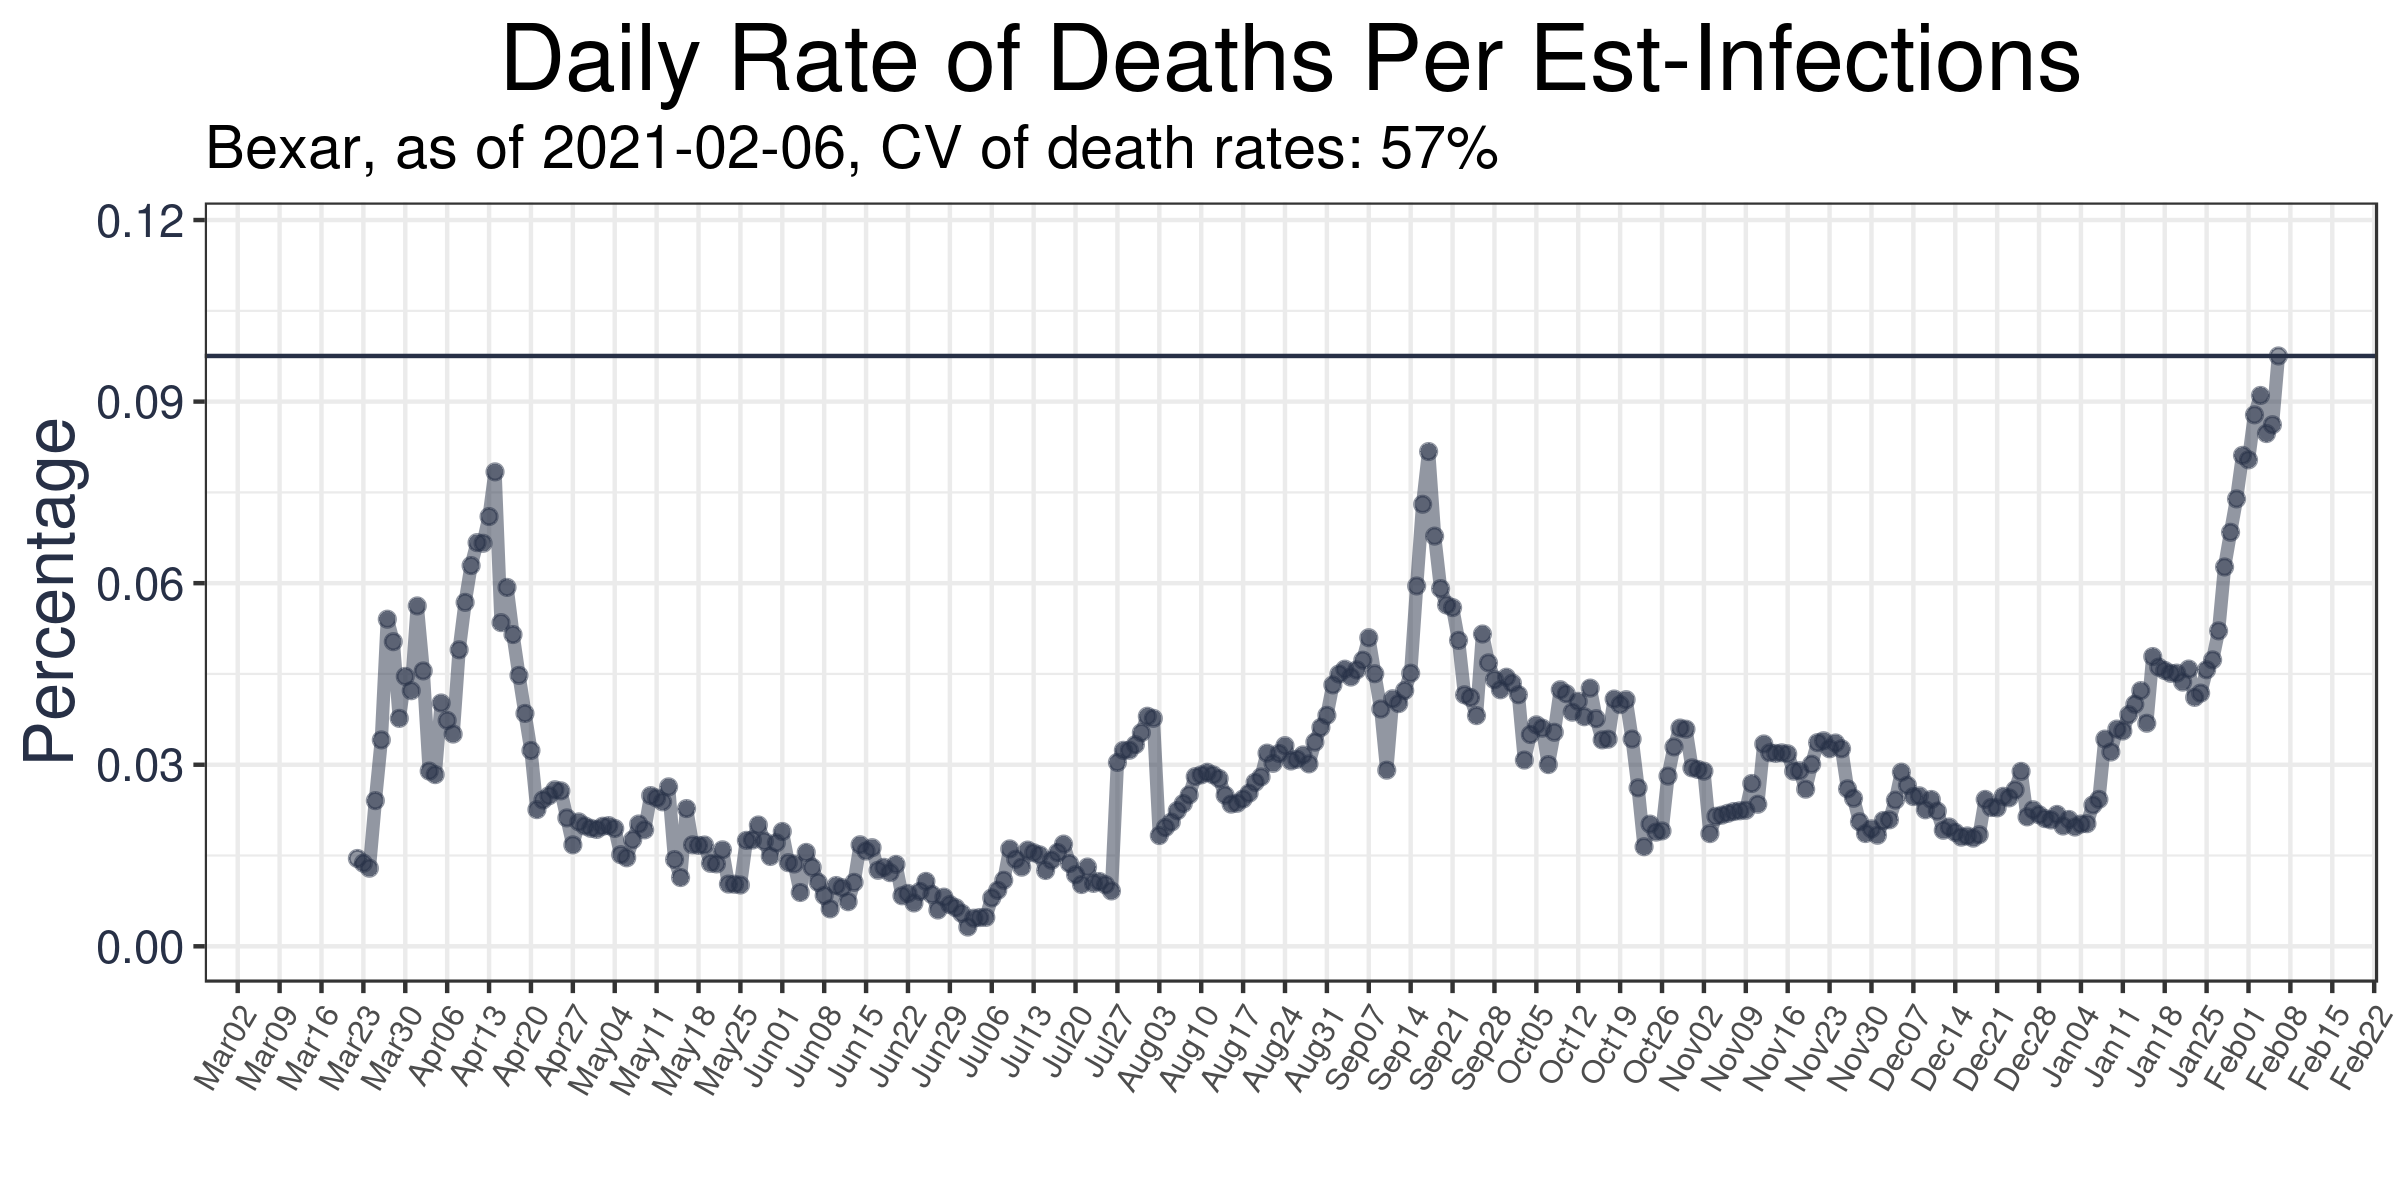 Daily Rate of Deaths Per Est-Infections
Bexar, as of 2021-02-06, CV of death rates: 57%
Percentage
0.12
0.09
0.06
0.03
0.00
Mar02 Mar09 Mar16 Mar23 Mar30 Apr06 Apr13 Apr20 Apr27 May04 May11 May18 May25 Jun01 Jun08 Jun15 Jun22 Jun29 Jul06 Jul13 Jul20 Jul27 Aug03 Aug10 Aug17 Aug24 Aug31 Sep07 Sep14 Sep21 Sep28 Oct05 Oct12 Oct19 Oct26 Nov02 Nov09 Nov16 Nov23 Nov30 Dec07 Dec14 Dec21 Dec28 Jan04 Jan11 Jan18 Jan25 Feb01 Feb08 Feb15 Feb22